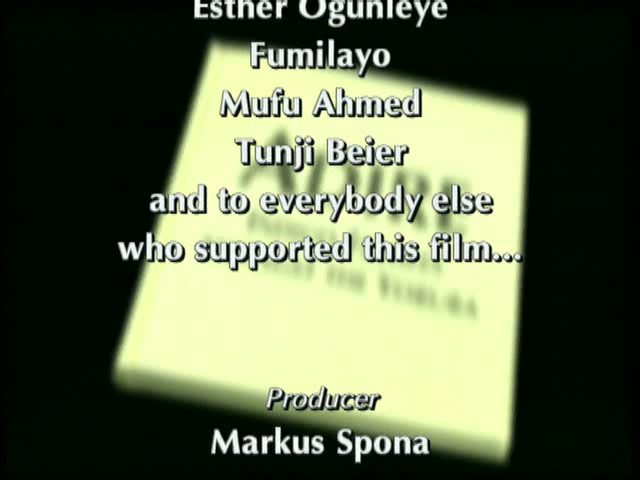 Esther Ogunleye
Fumilayo
Mufu Ahmed
Tunji Beier
and to everybody else
who supported this film...
Producer
Markus Spona